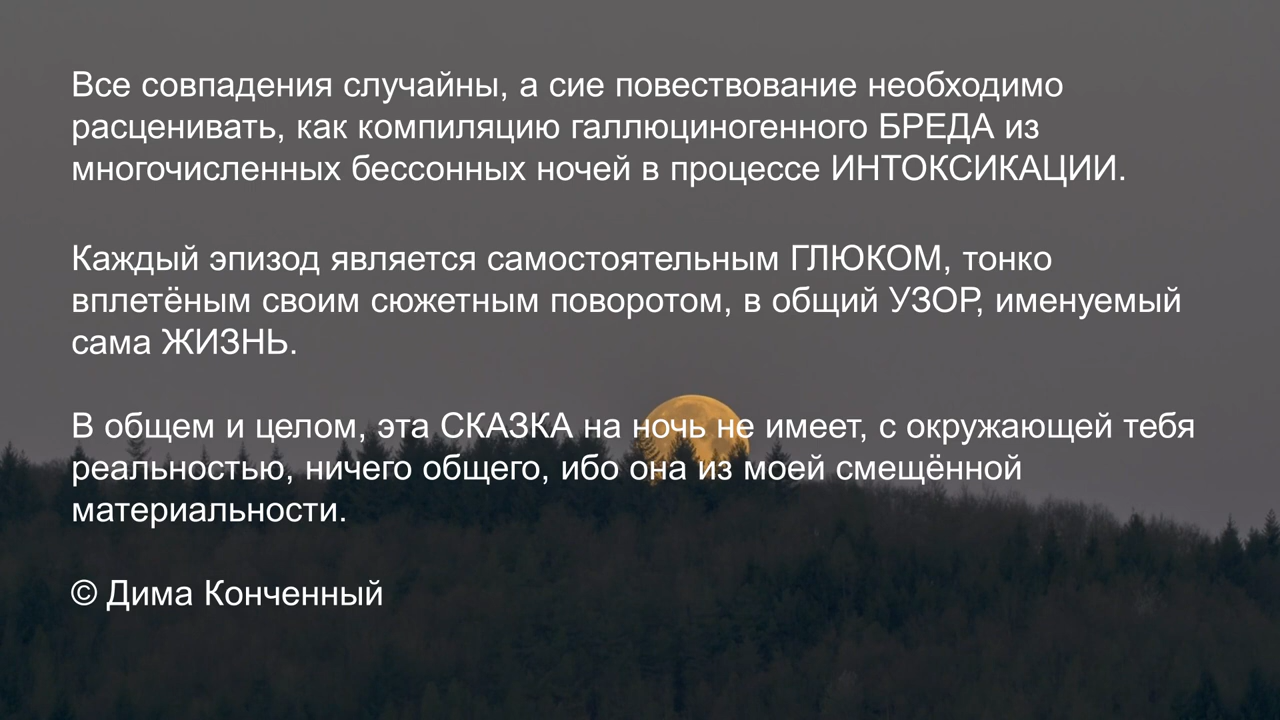 Все совпадения случайны, а сие повествование необходимо
расценивать, как компиляцию галлюциногенного БРЕДА из
многочисленных бессонных ночей в процессе ИНТОКСИКАЦИИ.
Каждый эпизод является самостоятельным ГЛЮКОМ, тонко
вплетёным своим сюжетным поворотом, в общий УЗОР, именуемый
сама ЖИЗНЬ.
В общем и целом, эта СКАЗКА на ночь не имеет, с окружающей тебя
реальностью, ничего общего, ибо она из моей смещённой
материальности.
© Дима Конченный